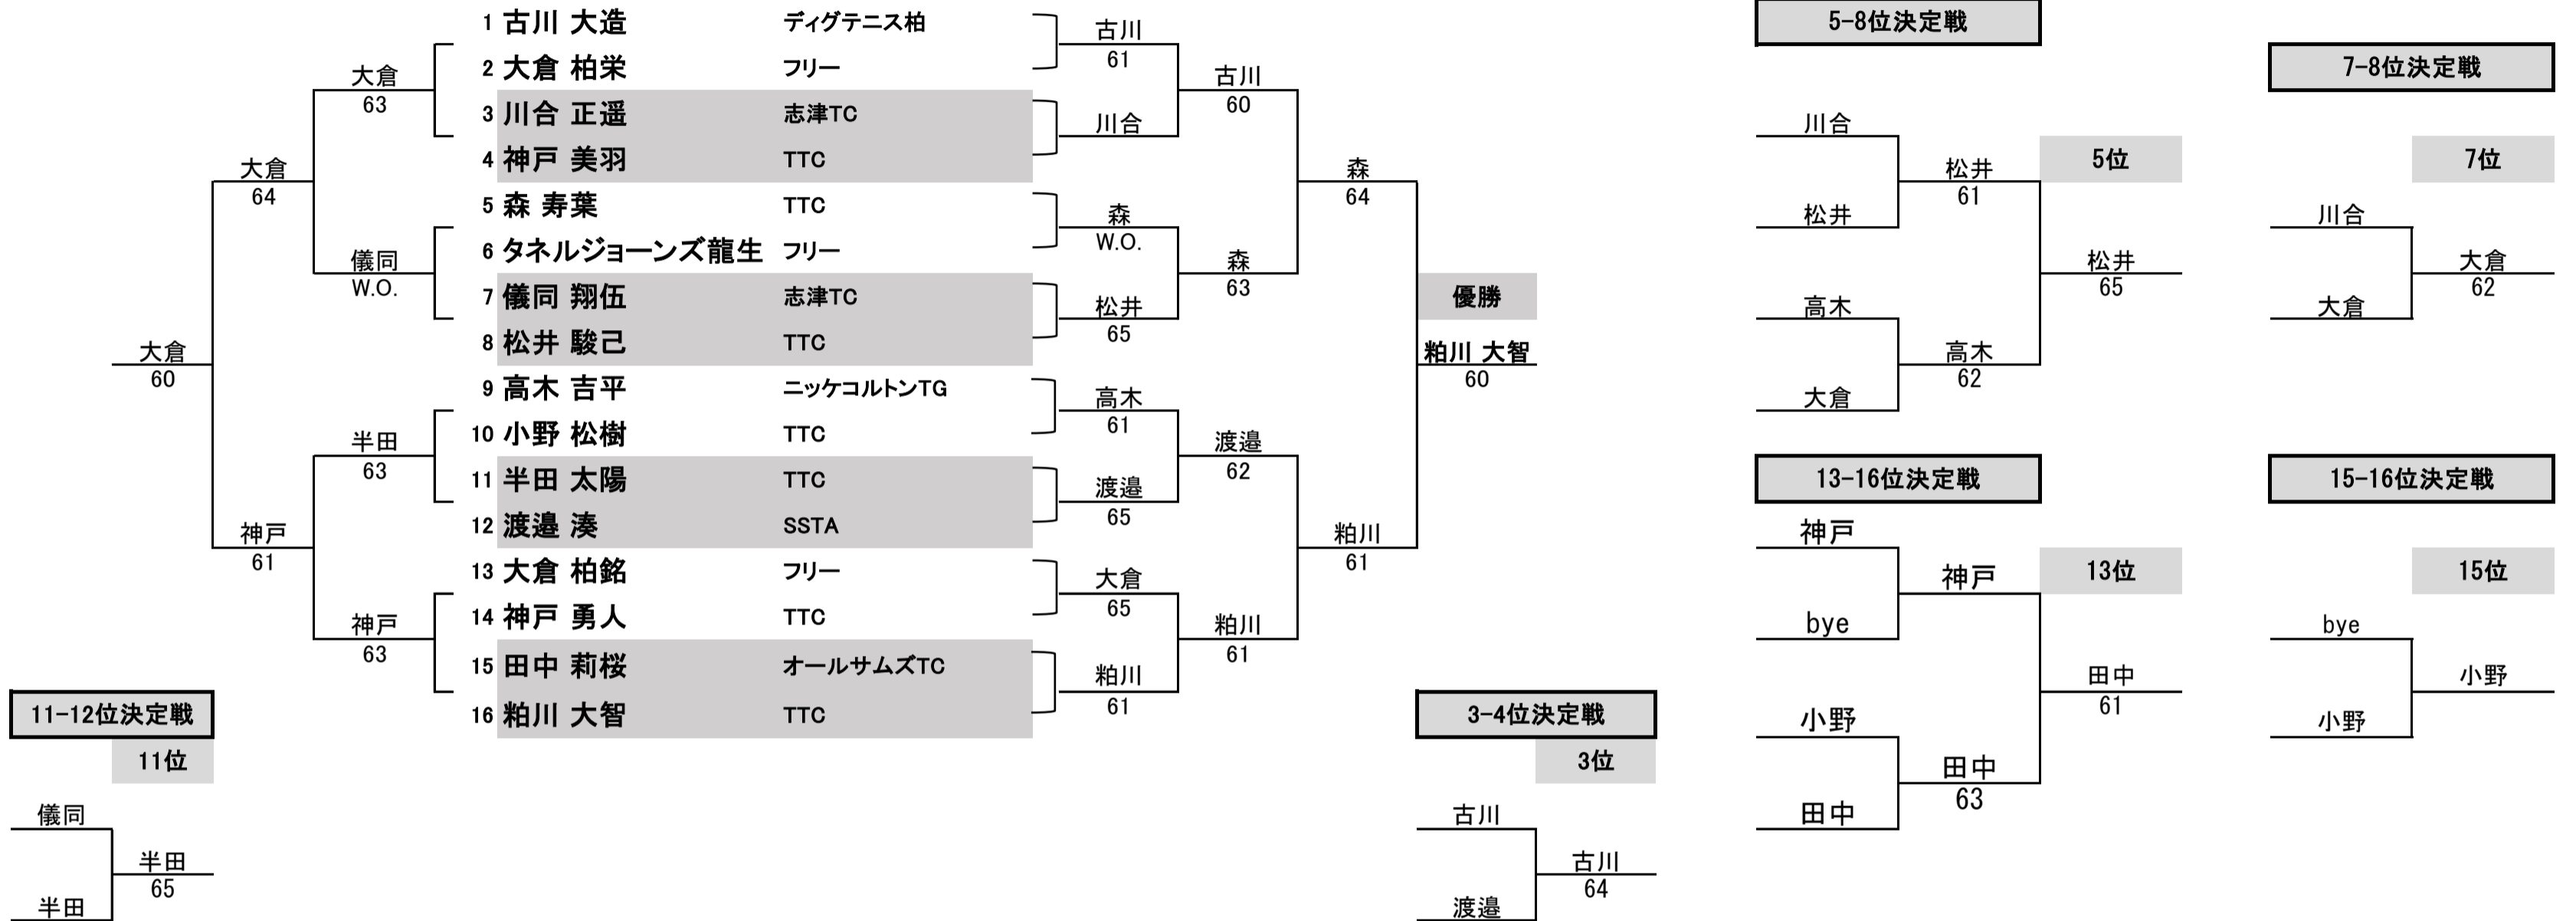 1 古川 大造 ディグテニス柏
2 大倉 柏栄 フリー
3 川合 正遥 志津TC
4 神戸 美羽 TTC
5 森 寿葉 TTC
6 タネルジョーンズ龍生 フリー
7 儀同 翔伍 志津TC
8 松井 駿己 TTC
9 高木 吉平 ニッケコルトンTG
10 小野 松樹 TTC
11 半田 太陽 TTC
12 渡邉 湊 SSTA
13 大倉 柏銘 フリー
14 神戸 勇人 TTC
15 田中 莉桜 オールサムズTC
16 粕川 大智 TTC
大倉
63
儀同
W.O.
半田
63
神戸
63
大倉
64
神戸
61
大倉
60
古川
61
川合
森
W.O.
松井
65
高木
61
渡邉
65
大倉
65
粕川
61
古川
60
森
63
渡邉
62
粕川
61
森
64
粕川
61
優勝
粕川 大智
60
11-12位決定戦
11位
儀同
半田
半田
65
3-4位決定戦
3位
古川
渡邉
古川
64
5-8位決定戦
川合
松井
高木
大倉
松井
61
高木
62
5位
松井
65
7-8位決定戦
7位
川合
大倉
大倉
62
13-16位決定戦
神戸
bye
小野
田中
神戸
田中
63
13位
田中
61
15-16位決定戦
15位
bye
小野
小野